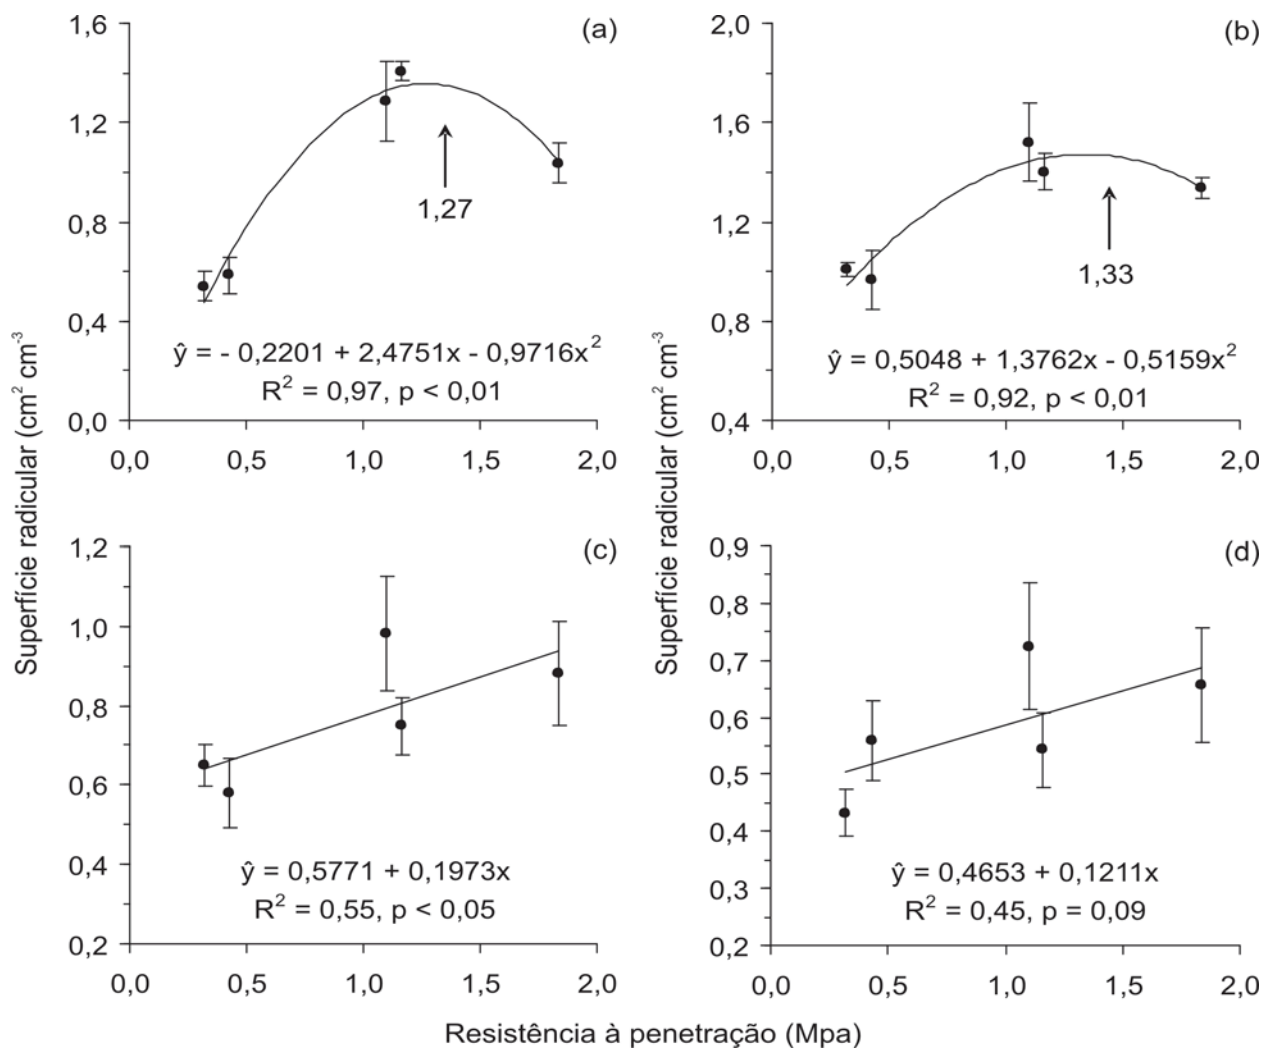 (a)
1,6
1,2
0,8
0,4
0,0
1,27
ŷ = - 0,2201 + 2,4751x - 0,9716x²
R² = 0,97, p < 0,01
0,0 0,5 1,0 1,5 2,0
(b)
2,0
1,6
1,2
0,8
0,4
1,33
ŷ = 0,5048 + 1,3762x - 0,5159x²
R² = 0,92, p < 0,01
0,0 0,5 1,0 1,5 2,0
Superfície radicular (cm² cm⁻³)
Superfície radicular (cm² cm⁻³)
(c)
1,2
1,0
0,8
0,6
0,4
0,2
ŷ = 0,5771 + 0,1973x
R² = 0,55, p < 0,05
0,0 0,5 1,0 1,5 2,0
(d)
0,9
0,8
0,7
0,6
0,5
0,4
0,3
0,2
ŷ = 0,4653 + 0,1211x
R² = 0,45, p = 0,09
0,0 0,5 1,0 1,5 2,0
Resistência à penetração (Mpa)